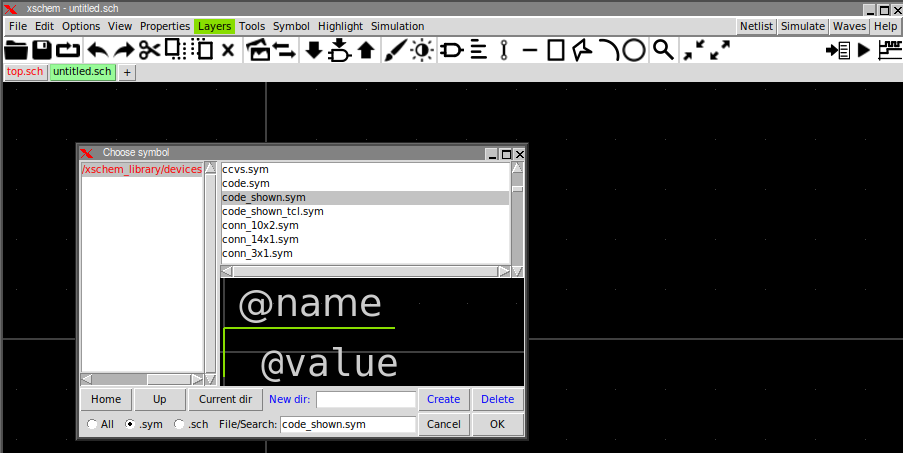 xschem - untitled.sch
File Edit Options View Properties Layers Tools Symbol Highlight Simulation Netlist Simulate Waves Help
top.sch untitled.sch +
Choose symbol
/xschem_library/devices
ccvs.sym
code.sym
code_shown.sym
code_shown_tcl.sym
conn_10x2.sym
conn_14x1.sym
conn_3x1.sym
@name
@value
Home Up Current dir New dir: Create Delete
All .sym .sch File/Search: code_shown.sym Cancel OK